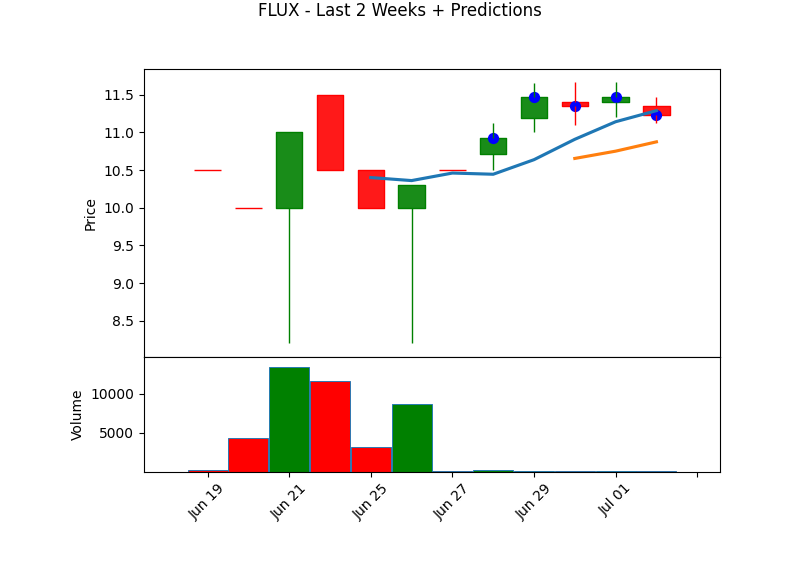 FLUX - Last 2 Weeks + Predictions
11.5
11.0
10.5
10.0
9.5
9.0
8.5
Price
10000
5000
Volume
Jun 19
Jun 21
Jun 25
Jun 27
Jun 29
Jul 01